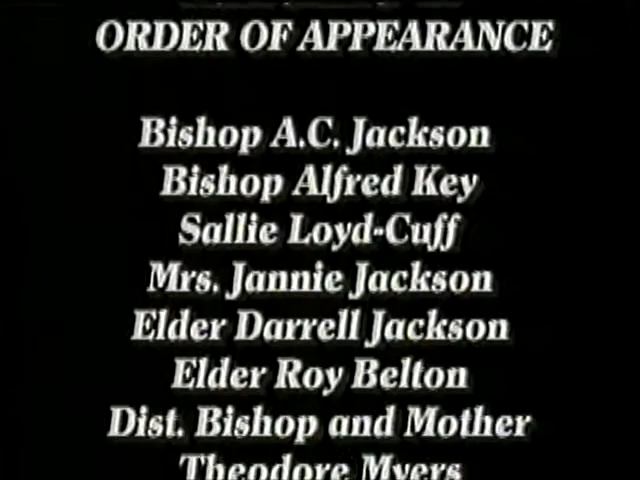 ORDER OF APPEARANCE
Bishop A.C. Jackson
Bishop Alfred Key
Sallie Loyd-Cuff
Mrs. Jannie Jackson
Elder Darrell Jackson
Elder Roy Belton
Dist. Bishop and Mother
Theodore Myers